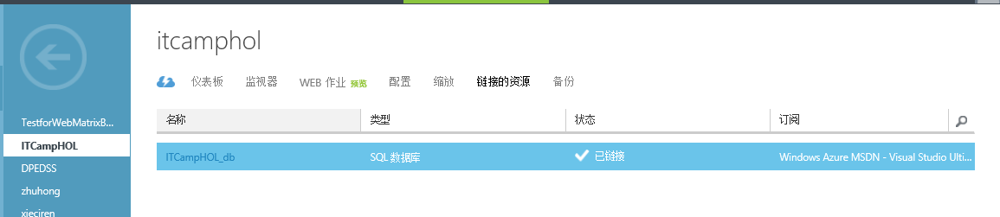 itcamphol
仪表板 监视器 WEB 作业 预览 配置 缩放 链接的资源 备份
TestforWebMatrixB...
ITCampHOL
DPEDSS
zhuhong
xieciren
名称 类型 状态 订阅
ITCampHOL_db SQL 数据库 已链接 Windows Azure MSDN - Visual Studio Ulti...